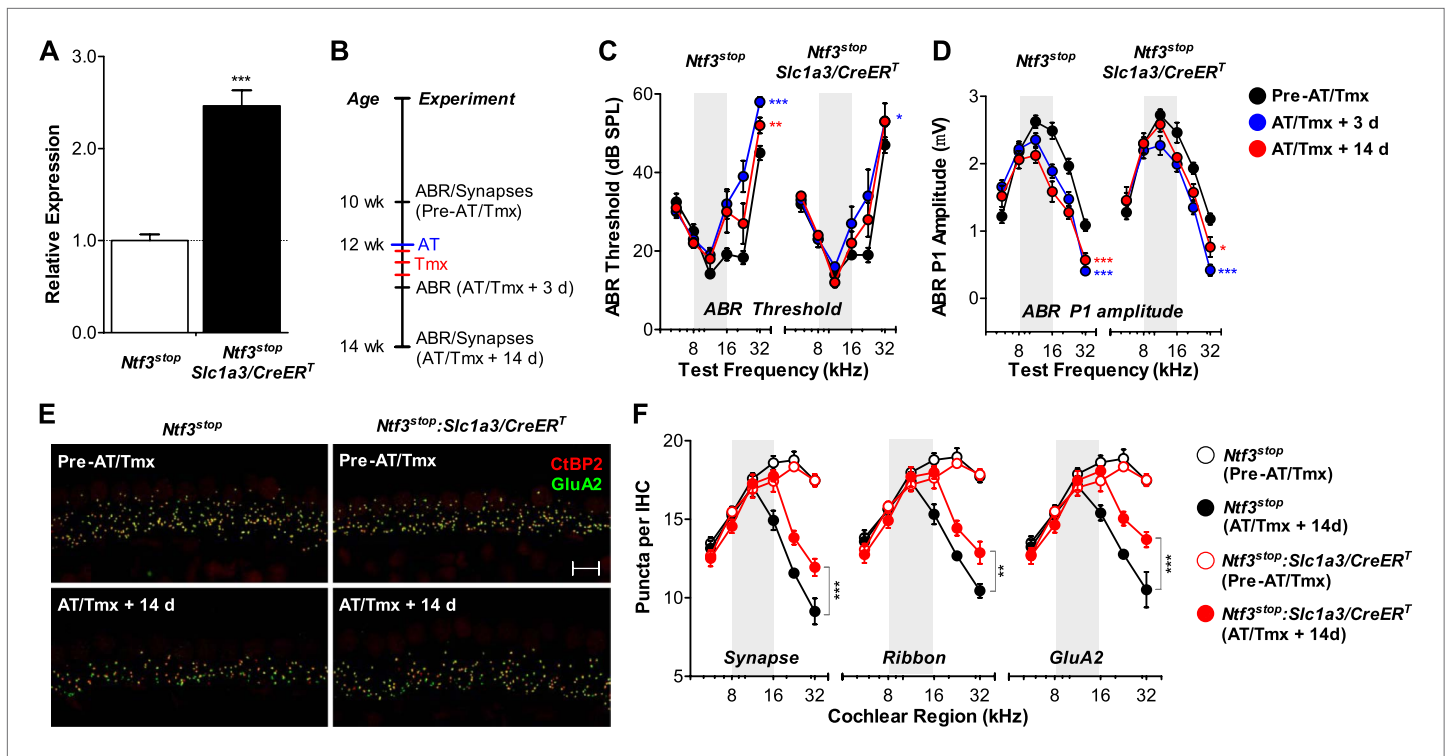 A
3.0
2.0
1.0
0.0
Relative Expression
***
Ntf3stop
Ntf3stop
Slc1a3/CreERT
B
Age
Experiment
10 wk
ABR/Synapses
(Pre-AT/Tmx)
12 wk
AT
Tmx
ABR (AT/Tmx + 3 d)
14 wk
ABR/Synapses
(AT/Tmx + 14 d)
C
Ntf3stop
Ntf3stop
Slc1a3/CreERT
60
40
20
0
ABR Threshold (dB SPL)
***
**
*
ABR Threshold
8 16 32 8 16 32
Test Frequency (kHz)
D
Ntf3stop
Ntf3stop
Slc1a3/CreERT
3
2
1
0
ABR P1 Amplitude (mV)
***
***
*
***
ABR P1 amplitude
8 16 32 8 16 32
Test Frequency (kHz)
Pre-AT/Tmx
AT/Tmx + 3 d
AT/Tmx + 14 d
E
Ntf3stop
Ntf3stop:Slc1a3/CreERT
Pre-AT/Tmx
Pre-AT/Tmx
CtBP2
GluA2
AT/Tmx + 14 d
AT/Tmx + 14 d
F
20
15
10
5
Puncta per IHC
***
**
***
Synapse
Ribbon
GluA2
8 16 32 8 16 32 8 16 32
Cochlear Region (kHz)
Ntf3stop
(Pre-AT/Tmx)
Ntf3stop
(AT/Tmx + 14d)
Ntf3stop:Slc1a3/CreERT
(Pre-AT/Tmx)
Ntf3stop:Slc1a3/CreERT
(AT/Tmx + 14d)